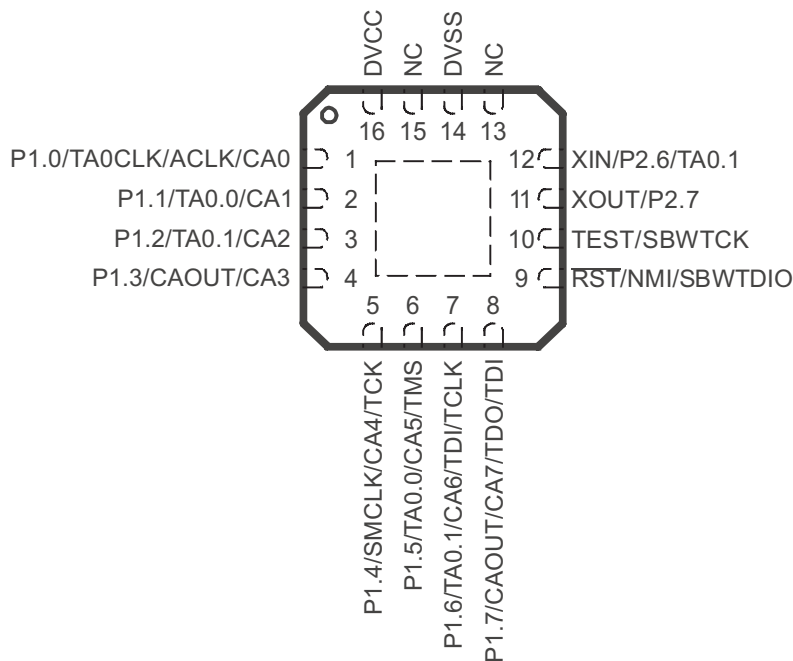 DVCC
NC
DVSS
NC
16
15
14
13
P1.0/TA0CLK/ACLK/CA0
1
12
XIN/P2.6/TA0.1
P1.1/TA0.0/CA1
2
11
XOUT/P2.7
P1.2/TA0.1/CA2
3
10
TEST/SBWTCK
P1.3/CAOUT/CA3
4
9
RST/NMI/SBWTDIO
5
6
7
8
P1.4/SMCLK/CA4/TCK
P1.5/TA0.0/CA5/TMS
P1.6/TA0.1/CA6/TDI/TCLK
P1.7/CAOUT/CA7/TDO/TDI